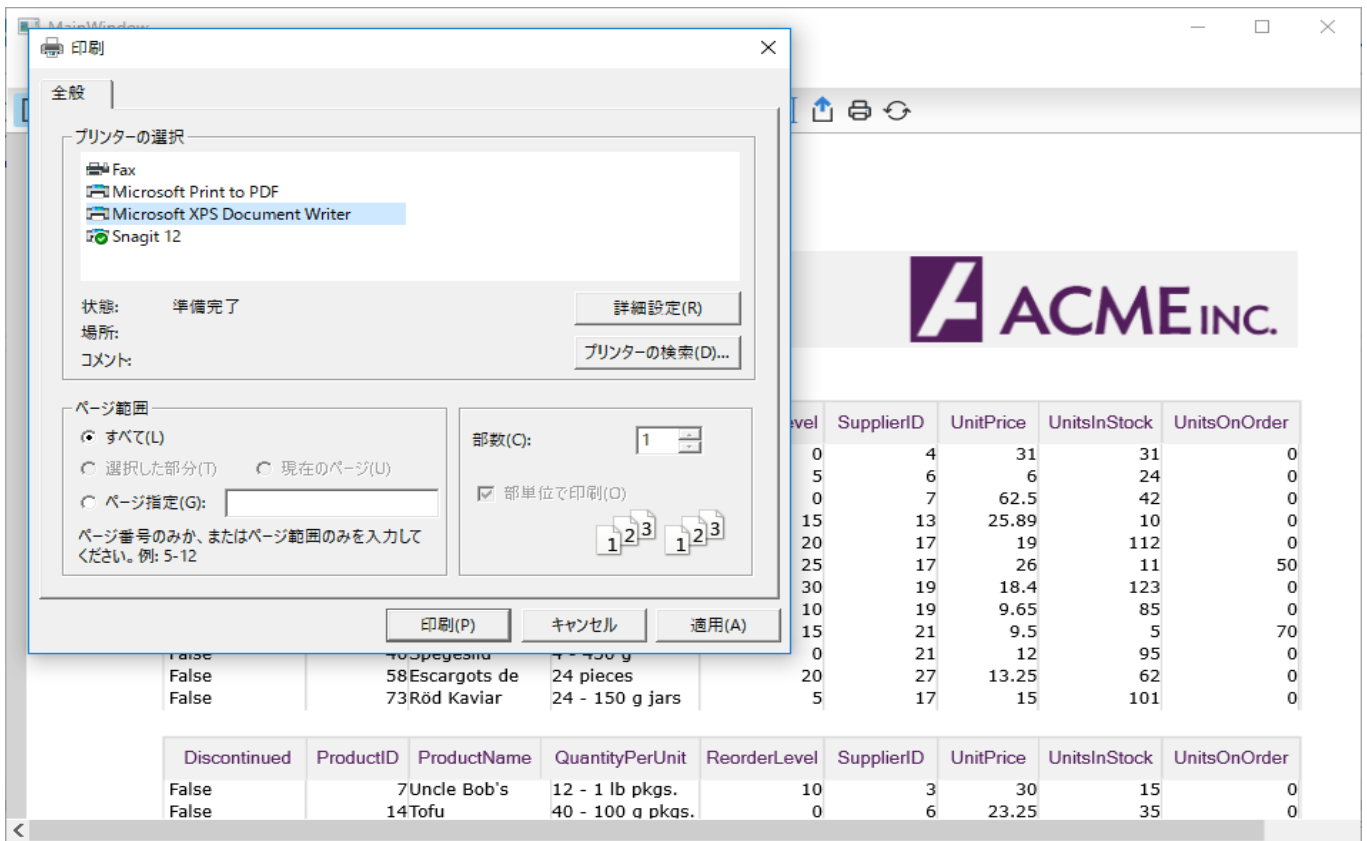 MainWindow
印刷
全般
プリンターの選択
Fax
Microsoft Print to PDF
Microsoft XPS Document Writer
Snagit 12
状態: 準備完了
詳細設定(R)
場所:
プリンターの検索(D)...
コメント:
ページ範囲
すべて(L)
選択した部分(T) 現在のページ(U)
ページ指定(G):
ページ番号のみか、またはページ範囲のみを入力して
ください。例: 5-12
部数(C): 1
部単位で印刷(O)
1 2 3 1 2 3
印刷(P) キャンセル 適用(A)
ACME INC.
SupplierID UnitPrice UnitsInStock UnitsOnOrder
0 4 31 31 0
5 6 6 24 0
0 7 62.5 42 0
15 13 25.89 10 0
20 17 19 112 0
25 17 26 11 50
30 19 18.4 123 0
10 19 9.65 85 0
15 21 9.5 5 70
0 21 12 95 0
False 58 Escargots de 24 pieces 20 27 13.25 62 0
False 73 Röd Kaviar 24 - 150 g jars 5 17 15 101 0
Discontinued ProductID ProductName QuantityPerUnit ReorderLevel SupplierID UnitPrice UnitsInStock UnitsOnOrder
False 7 Uncle Bob's 12 - 1 lb pkgs. 10 3 30 15 0
False 14 Tofu 40 - 100 g pkgs. 0 6 23.25 35 0